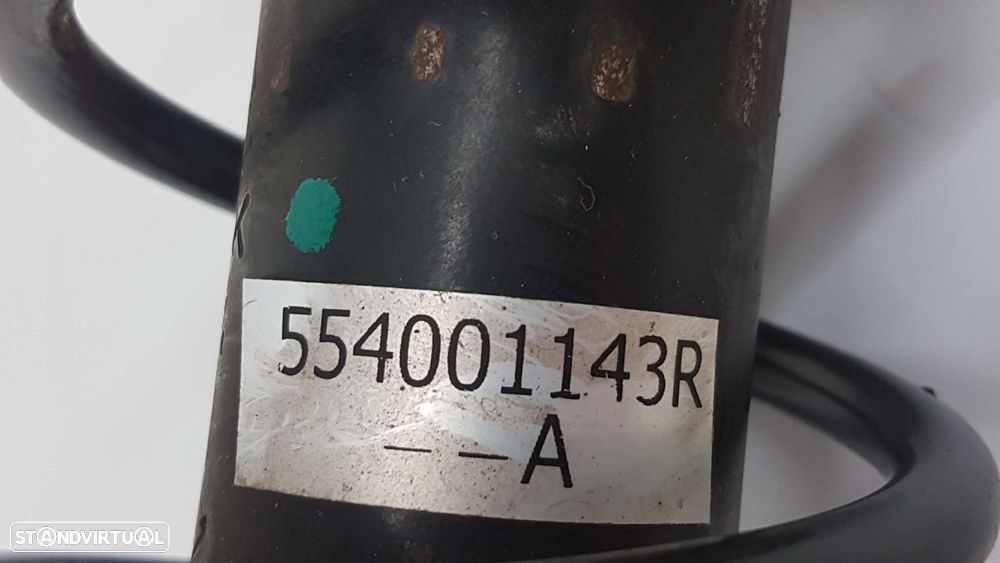 K
554001143R
— —A
STANDVIRTUAL